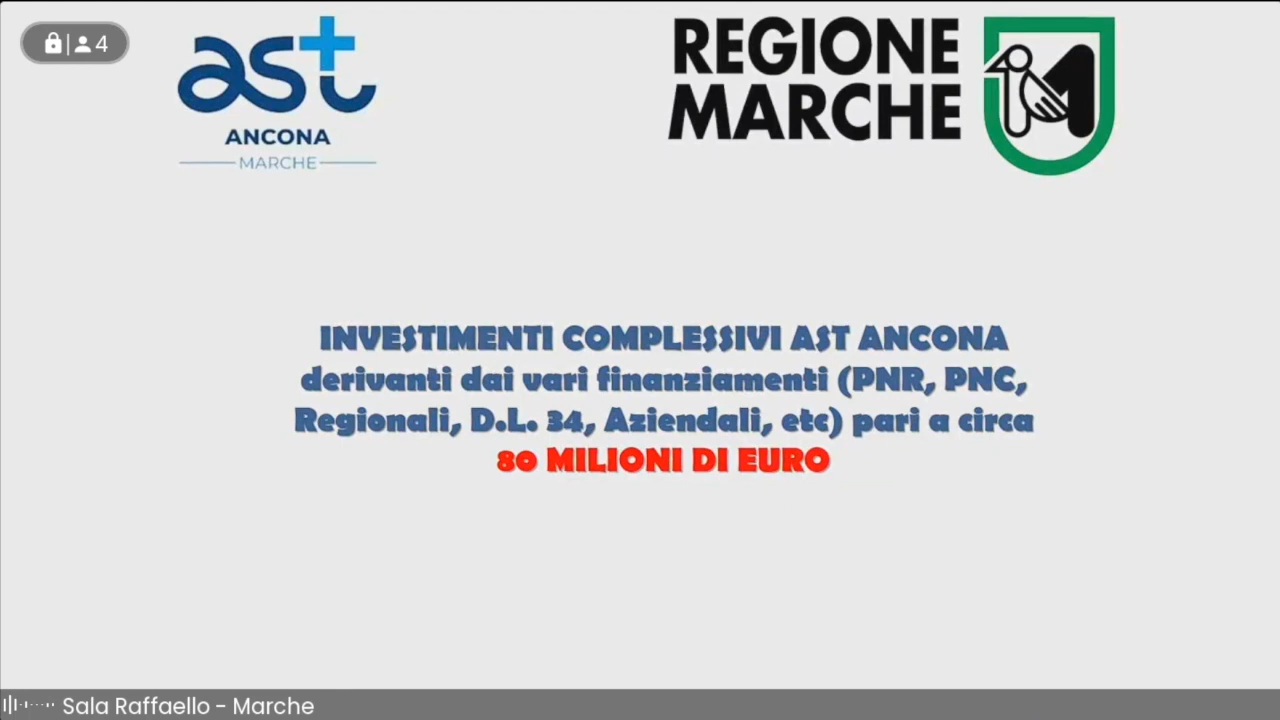 4
ast
ANCONA
MARCHE
REGIONE
MARCHE
INVESTIMENTI COMPLESSIVI AST ANCONA
derivanti dai vari finanziamenti (PNR, PNC,
Regionali, D.L. 34, Aziendali, etc) pari a circa
80 MILIONI DI EURO
Sala Raffaello - Marche